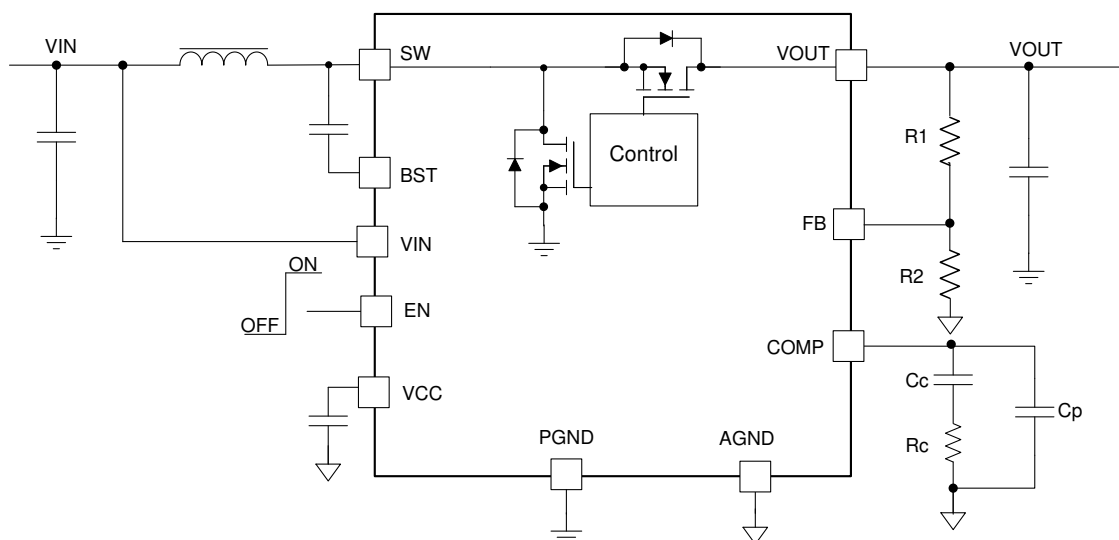 VIN
SW
VOUT
VOUT
Control
R1
BST
FB
VIN
ON
R2
OFF
EN
COMP
Cc
VCC
Cp
PGND
AGND
Rc